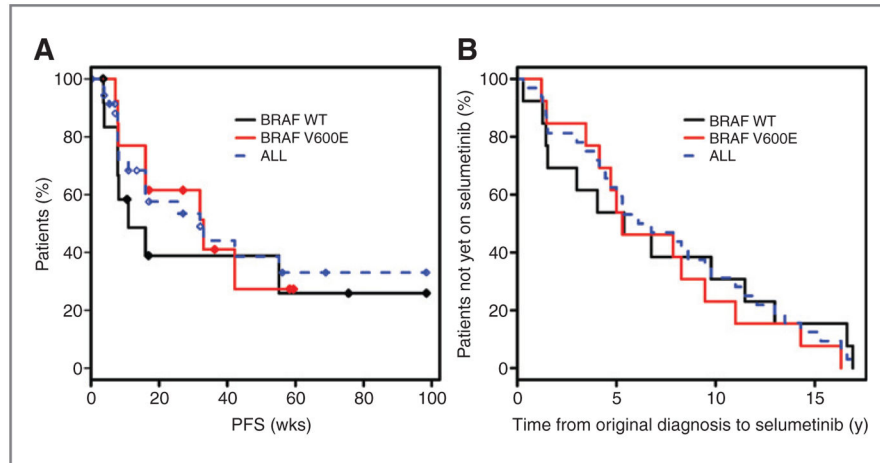 A
Patients (%)
100
80
60
40
20
0
BRAF WT
BRAF V600E
ALL
0 20 40 60 80 100
PFS (wks)
B
Patients not yet on selumetinib (%)
100
80
60
40
20
0
BRAF WT
BRAF V600E
ALL
0 5 10 15
Time from original diagnosis to selumetinib (y)